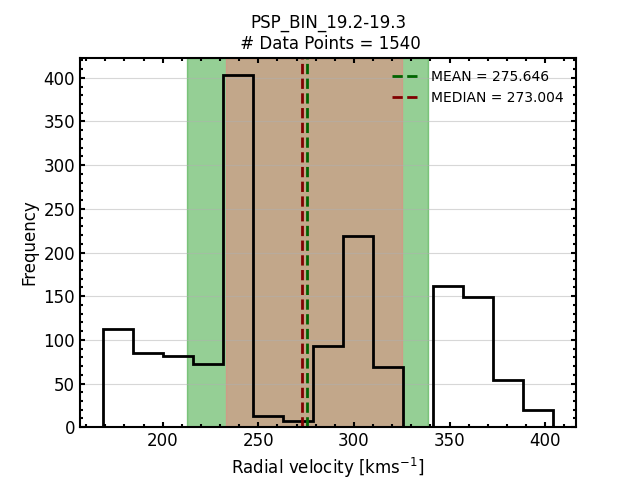 PSP_BIN_19.2-19.3
# Data Points = 1540
MEAN = 275.646
MEDIAN = 273.004
Frequency
400
350
300
250
200
150
100
50
0
200 250 300 350 400
Radial velocity [kms⁻¹]